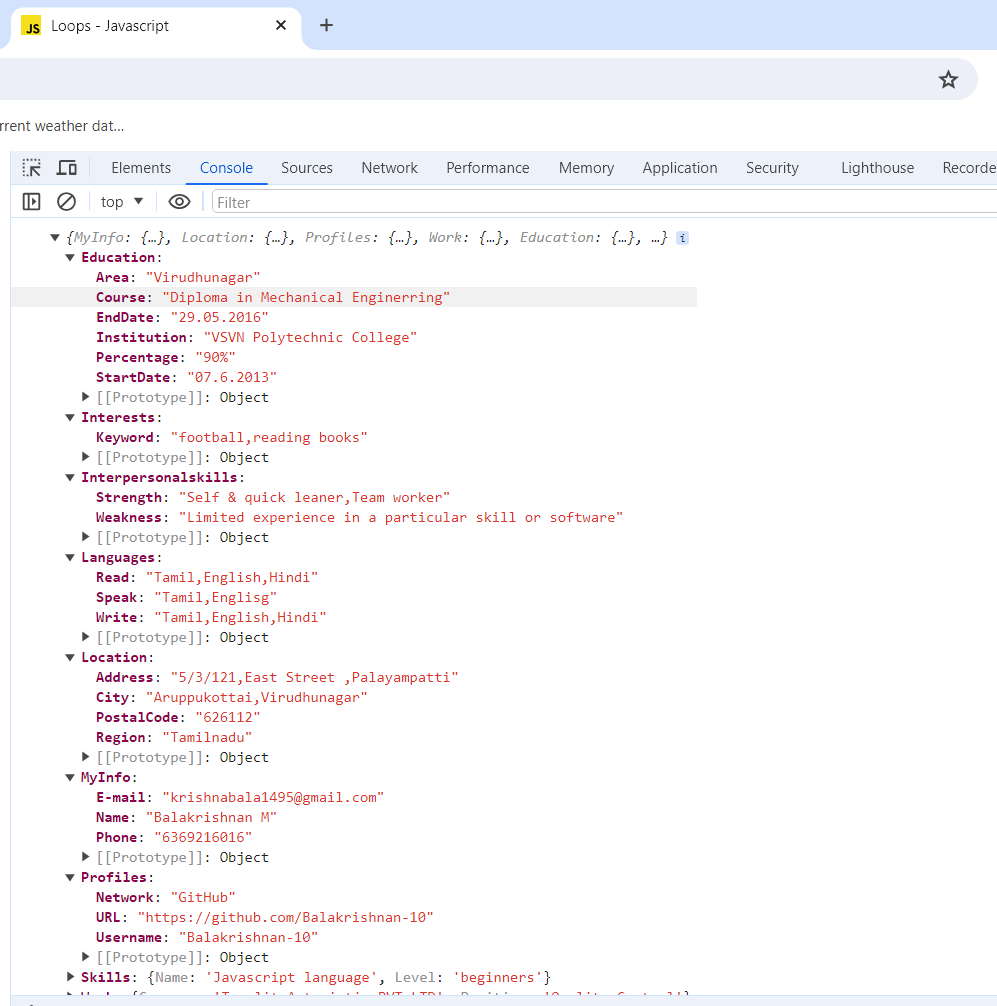 JS Loops - Javascript
rrent weather dat...
Elements Console Sources Network Performance Memory Application Security Lighthouse Recorde
top Filter
{MyInfo: {…}, Location: {…}, Profiles: {…}, Work: {…}, Education: {…}, …} i
Education:
Area: "Virudhunagar"
Course: "Diploma in Mechanical Enginerring"
EndDate: "29.05.2016"
Institution: "VSVN Polytechnic College"
Percentage: "90%"
StartDate: "07.6.2013"
[[Prototype]]: Object
Interests:
Keyword: "football,reading books"
[[Prototype]]: Object
Interpersonalskills:
Strength: "Self & quick leaner,Team worker"
Weakness: "Limited experience in a particular skill or software"
[[Prototype]]: Object
Languages:
Read: "Tamil,English,Hindi"
Speak: "Tamil,Englisg"
Write: "Tamil,English,Hindi"
[[Prototype]]: Object
Location:
Address: "5/3/121,East Street ,Palayampatti"
City: "Aruppukottai,Virudhunagar"
PostalCode: "626112"
Region: "Tamilnadu"
[[Prototype]]: Object
MyInfo:
E-mail: "krishnabala1495@gmail.com"
Name: "Balakrishnan M"
Phone: "6369216016"
[[Prototype]]: Object
Profiles:
Network: "GitHub"
URL: "https://github.com/Balakrishnan-10"
Username: "Balakrishnan-10"
[[Prototype]]: Object
Skills: {Name: 'Javascript language', Level: 'beginners'}